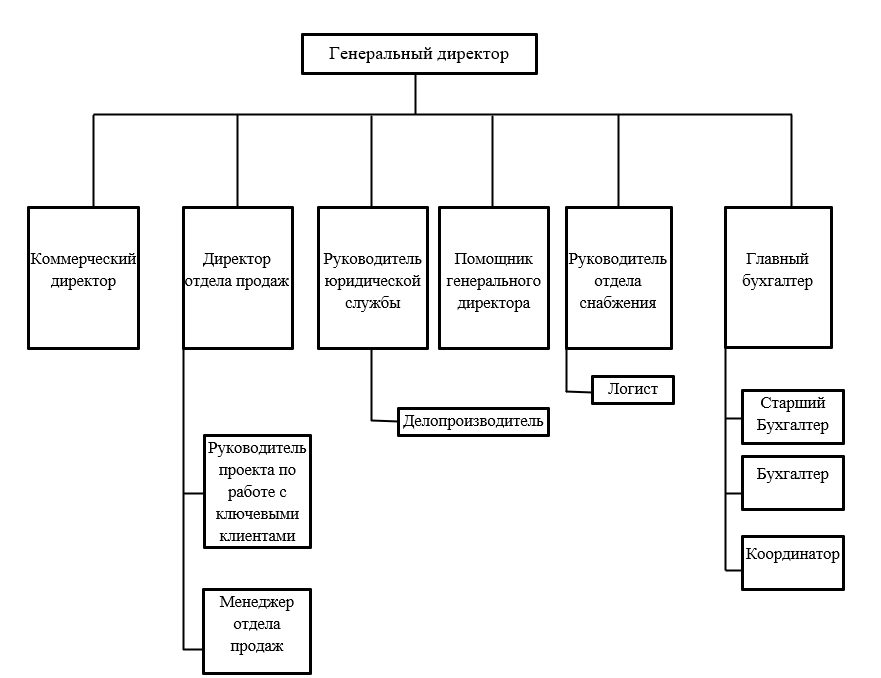 Генеральный директор
Коммерческий
директор
Директор
отдела продаж
Руководитель
юридической
службы
Помощник
генерального
директора
Руководитель
отдела
снабжения
Главный
бухгалтер
Логист
Делопроизводитель
Старший
Бухгалтер
Руководитель
проекта по
работе с
ключевыми
клиентами
Бухгалтер
Координатор
Менеджер
отдела
продаж